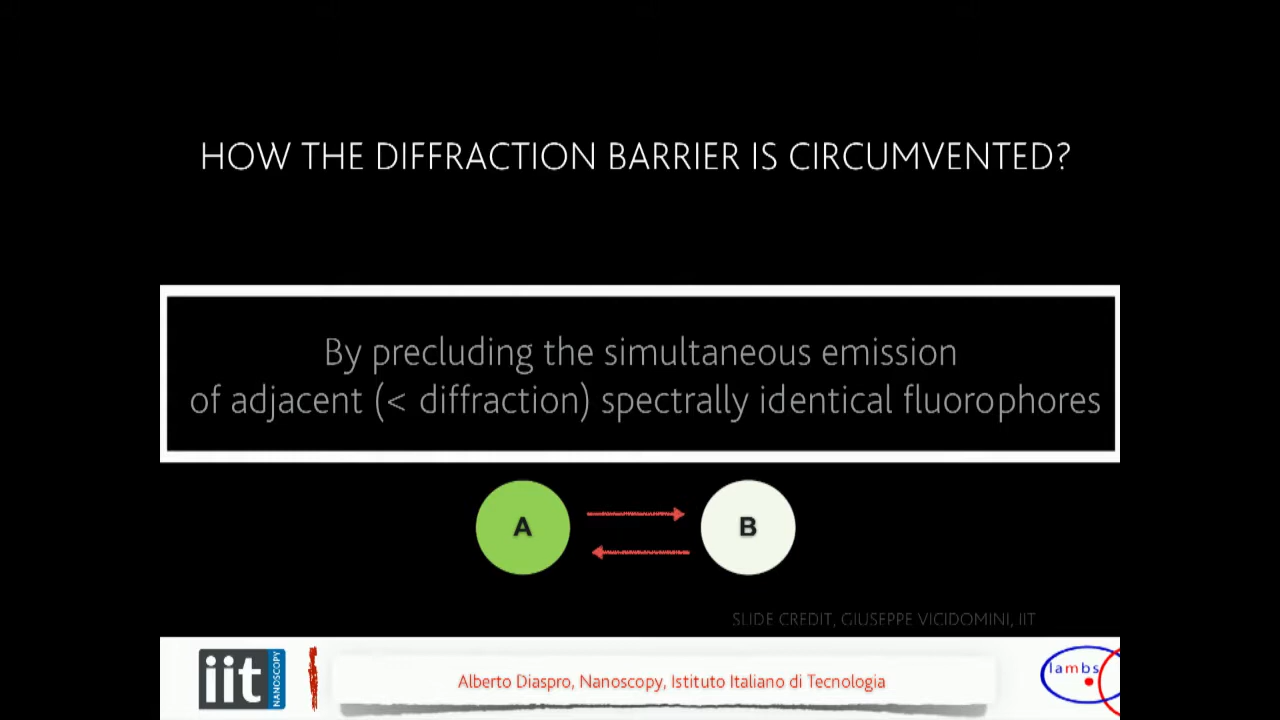 HOW THE DIFFRACTION BARRIER IS CIRCUMVENTED?
By precluding the simultaneous emission
of adjacent (< diffraction) spectrally identical fluorophores
A
B
SLIDE CREDIT, GIUSEPPE VICIDOMINI, IIT
iit
NANOSCOPY
Alberto Diaspro, Nanoscopy, Istituto Italiano di Tecnologia
lambs